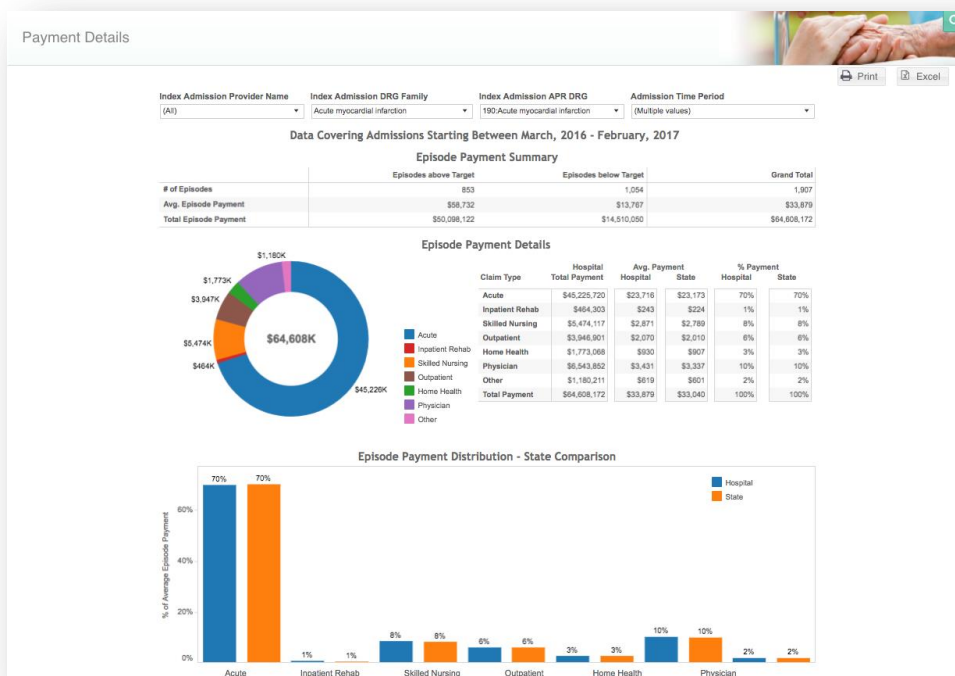 Payment Details
Print Excel
Index Admission Provider Name Index Admission DRG Family Index Admission APR DRG Admission Time Period
(All) Acute myocardial infarction 190:Acute myocardial infarction (Multiple values)
Data Covering Admissions Starting Between March, 2016 - February, 2017
Episode Payment Summary
Episodes above Target Episodes below Target Grand Total
# of Episodes 853 1,054 1,907
Avg. Episode Payment $58,732 $13,767 $33,879
Total Episode Payment $50,098,122 $14,510,050 $64,608,172
Episode Payment Details
$1,180K
$1,773K
$3,947K
$5,474K
$464K
$64,608K
$45,226K
Acute
Inpatient Rehab
Skilled Nursing
Outpatient
Home Health
Physician
Other
Hospital Avg. Payment % Payment
Claim Type Total Payment Hospital State Hospital State
Acute $45,225,720 $23,716 $23,173 70% 70%
Inpatient Rehab $464,303 $243 $224 1% 1%
Skilled Nursing $5,474,117 $2,871 $2,789 8% 8%
Outpatient $3,946,901 $2,070 $2,010 6% 6%
Home Health $1,773,068 $930 $907 3% 3%
Physician $6,543,852 $3,431 $3,337 10% 10%
Other $1,180,211 $619 $601 2% 2%
Total Payment $64,608,172 $33,879 $33,040 100% 100%
Episode Payment Distribution - State Comparison
Hospital
State
% of Average Episode Payment
60%
40%
20%
0%
70% 70% 1% 1% 8% 8% 6% 6% 3% 3% 10% 10% 2% 2%
Acute Inpatient Rehab Skilled Nursing Outpatient Home Health Physician